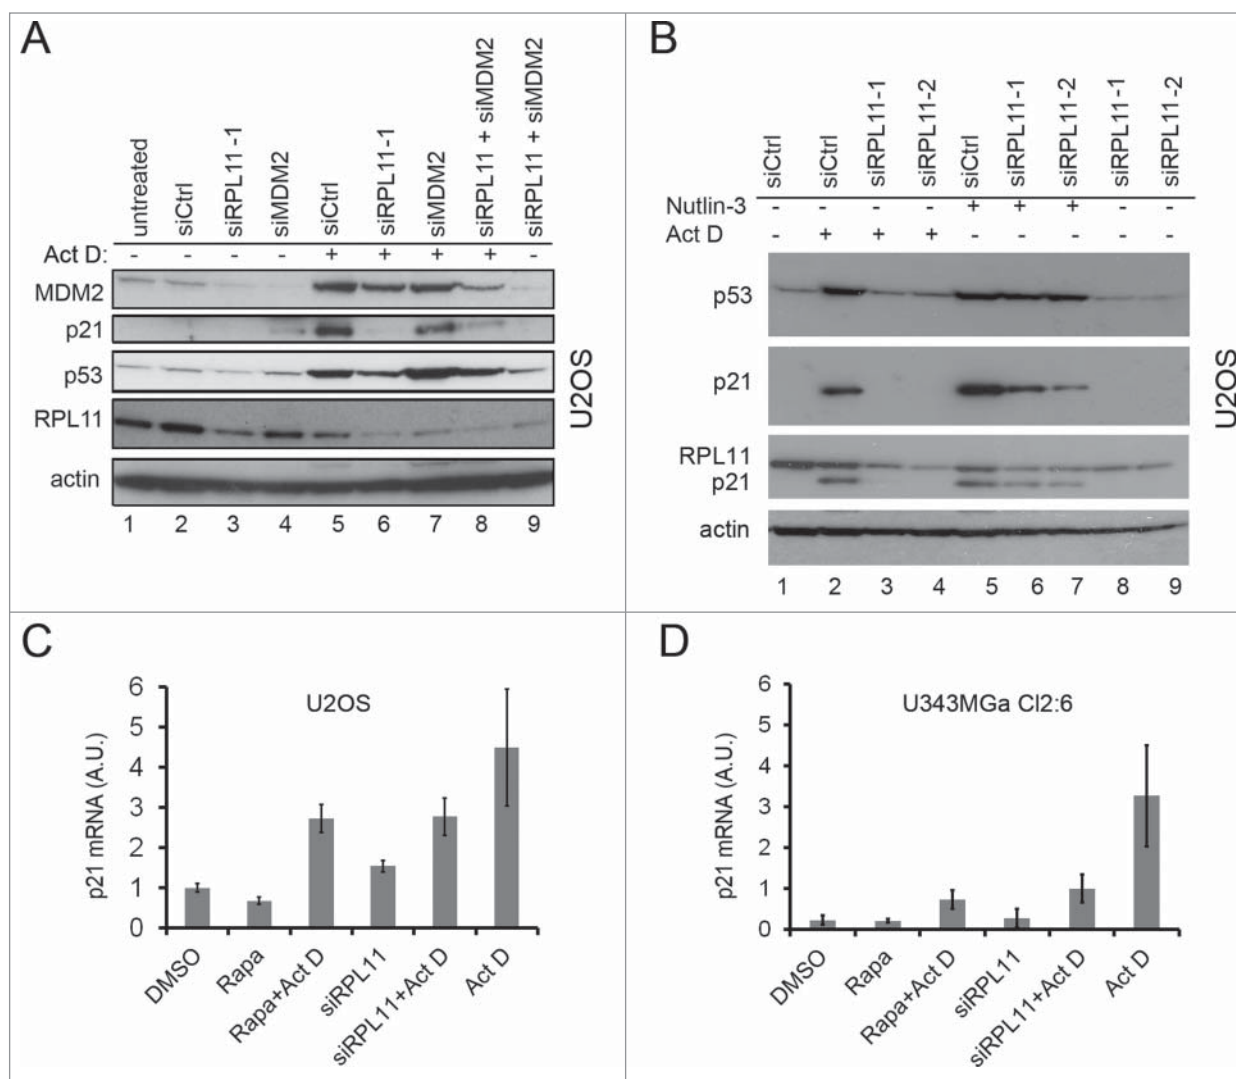 A
untreated
siCtrl
siRPL11-1
siMDM2
siCtrl
siRPL11-1
siMDM2
siRPL11 + siMDM2
siRPL11 + siMDM2
Act D: - - - - + + + + -
MDM2
p21
p53
RPL11
actin
1 2 3 4 5 6 7 8 9
U2OS
B
siCtrl
siCtrl
siRPL11-1
siRPL11-2
siCtrl
siRPL11-1
siRPL11-2
siRPL11-1
siRPL11-2
Nutlin-3 - - - - + + + - -
Act D - + + + - - - - -
p53
p21
RPL11
p21
actin
1 2 3 4 5 6 7 8 9
U2OS
C
U2OS
p21 mRNA (A.U.)
6
5
4
3
2
1
0
DMSO
Rapa
Rapa+Act D
siRPL11
siRPL11+Act D
Act D
D
U343MGa Cl2:6
p21 mRNA (A.U.)
6
5
4
3
2
1
0
DMSO
Rapa
Rapa+Act D
siRPL11
siRPL11+Act D
Act D